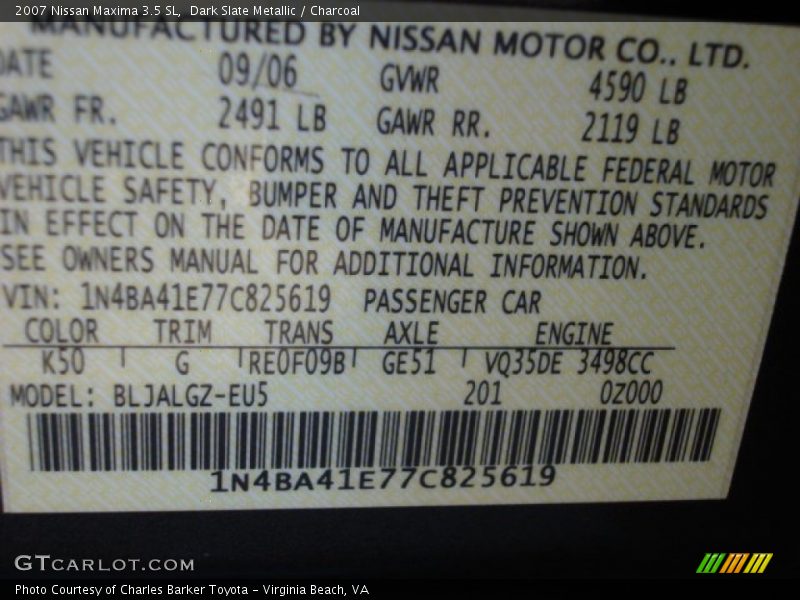 2007 Nissan Maxima 3.5 SL, Dark Slate Metallic / Charcoal
MANUFACTURED BY NISSAN MOTOR CO., LTD.
DATE 09/06 GVWR 4590 LB
GAWR FR. 2491 LB GAWR RR. 2119 LB
THIS VEHICLE CONFORMS TO ALL APPLICABLE FEDERAL MOTOR
VEHICLE SAFETY, BUMPER AND THEFT PREVENTION STANDARDS
IN EFFECT ON THE DATE OF MANUFACTURE SHOWN ABOVE.
SEE OWNERS MANUAL FOR ADDITIONAL INFORMATION.
VIN: 1N4BA41E77C825619 PASSENGER CAR
COLOR TRIM TRANS AXLE ENGINE
K50 G RE0F09B GE51 VQ35DE 3498CC
MODEL: BLJALGZ-EU5 201 0Z000
1N4BA41E77C825619
GTCARLOT.COM
Photo Courtesy of Charles Barker Toyota - Virginia Beach, VA